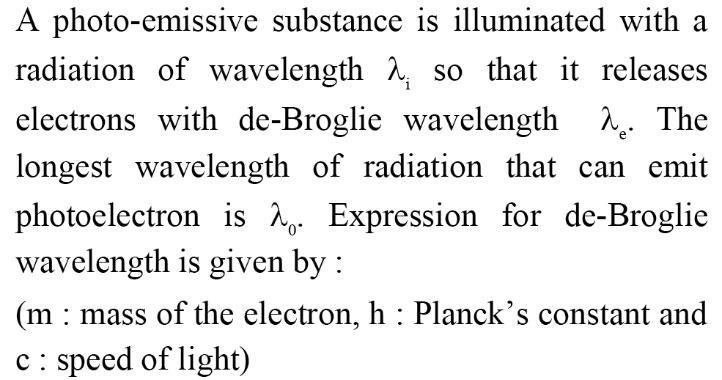 A photo-emissive substance is illuminated with a
radiation of wavelength λᵢ so that it releases
electrons with de-Broglie wavelength λₑ. The
longest wavelength of radiation that can emit
photoelectron is λ₀. Expression for de-Broglie
wavelength is given by :
(m : mass of the electron, h : Planck’s constant and
c : speed of light)